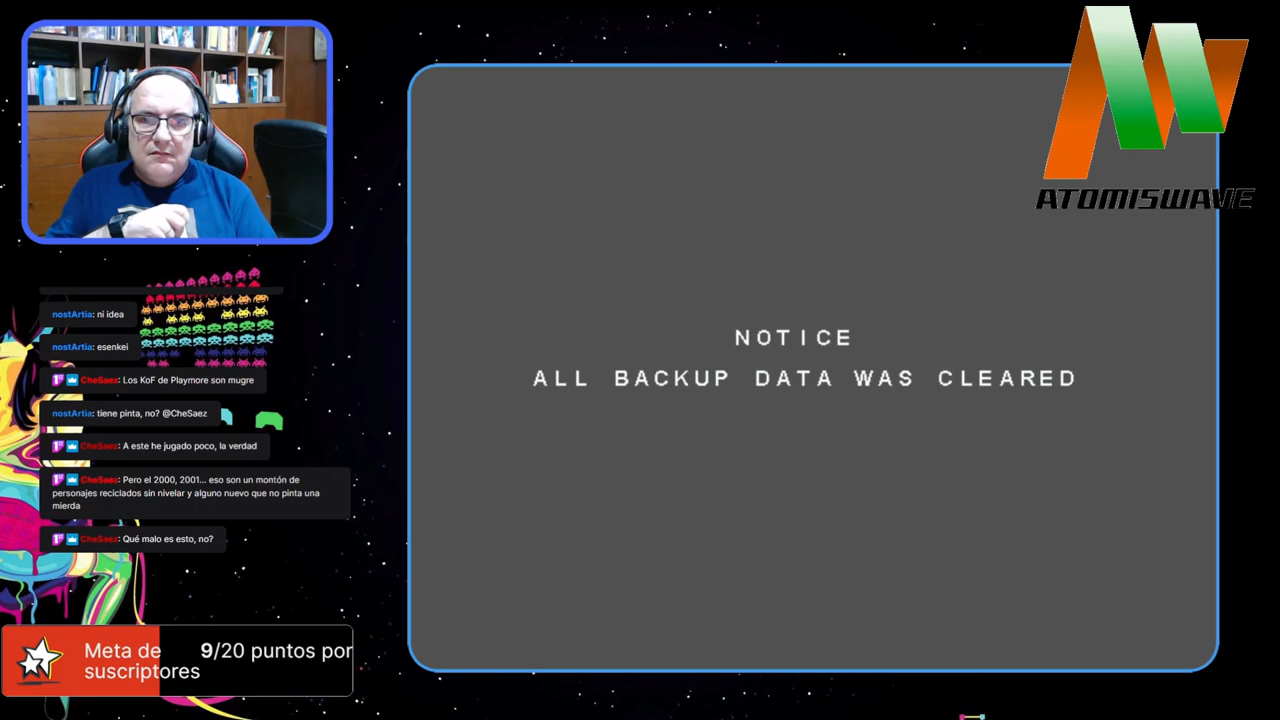 ATOMISWAVE
NOTICE
ALL BACKUP DATA WAS CLEARED
nostArtia: ni idea
nostArtia: esenkei
CheSaez: Los KoF de Playmore son mugre
nostArtia: tiene pinta, no? @CheSaez
CheSaez: A este he jugado poco, la verdad
CheSaez: Pero el 2000, 2001... eso son un montón de
personajes reciclados sin nivelar y alguno nuevo que no pinta una
mierda
CheSaez: Qué malo es esto, no?
Meta de
suscriptores
9/20 puntos por